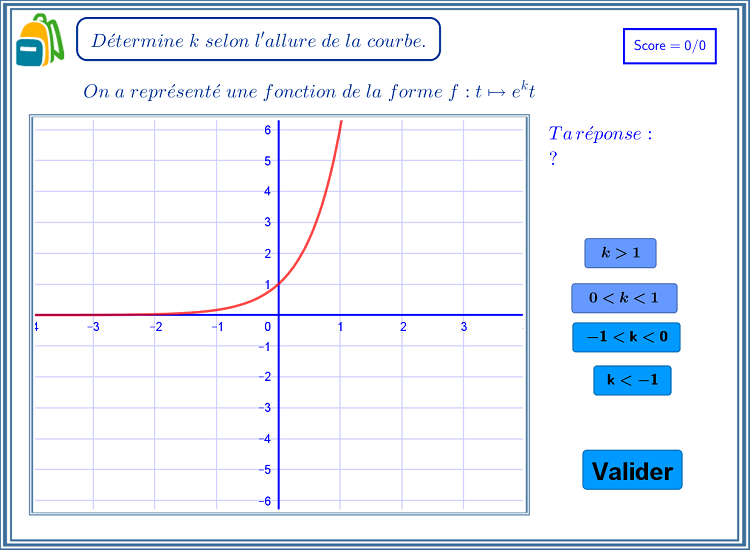 Détermine k selon l'allure de la courbe.
Score = 0/0
On a représenté une fonction de la forme f : t ↦ e^k t
Ta réponse :
?
6
5
4
3
2
1
4 −3 −2 −1 0 1 2 3
−1
−2
−3
−4
−5
−6
k > 1
0 < k < 1
−1 < k < 0
k < −1
Valider